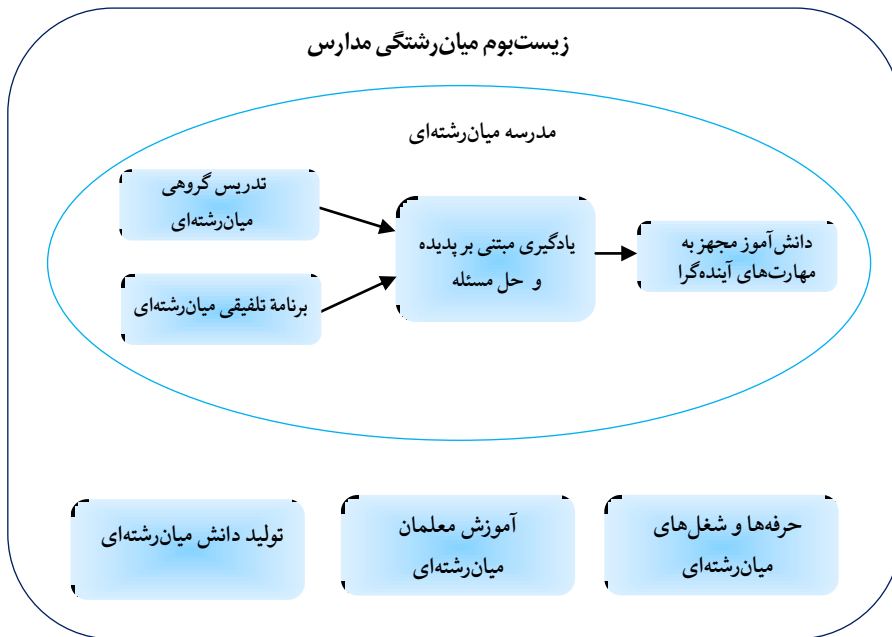 زیست‌بوم میان‌رشتگی مدارس
مدرسه میان‌رشته‌ای
تدریس گروهی
میان‌رشته‌ای
یادگیری مبتنی بر پدیده
و حل مسئله
دانش‌آموز مجهز به
مهارت‌های آینده‌گرا
برنامۀ تلفیقی میان‌رشته‌ای
حرفه‌ها و شغل‌های
میان‌رشته‌ای
آموزش معلمان
میان‌رشته‌ای
تولید دانش میان‌رشته‌ای